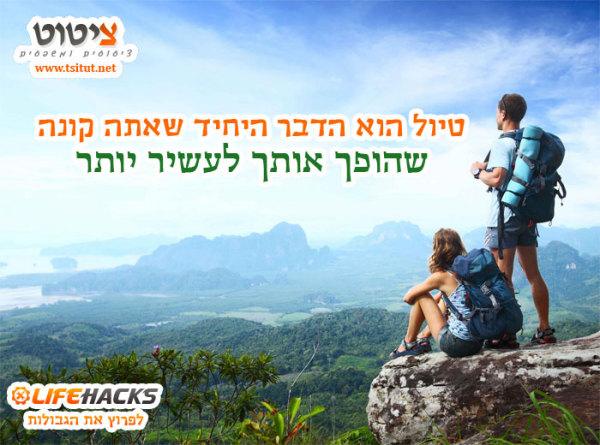 ציטוט
ציטוטים ומשפטים
www.tsitut.net
טיול הוא הדבר היחיד שאתה קונה
שהופך אותך לעשיר יותר
LIFEHACKS
לפרוץ את הגבולות